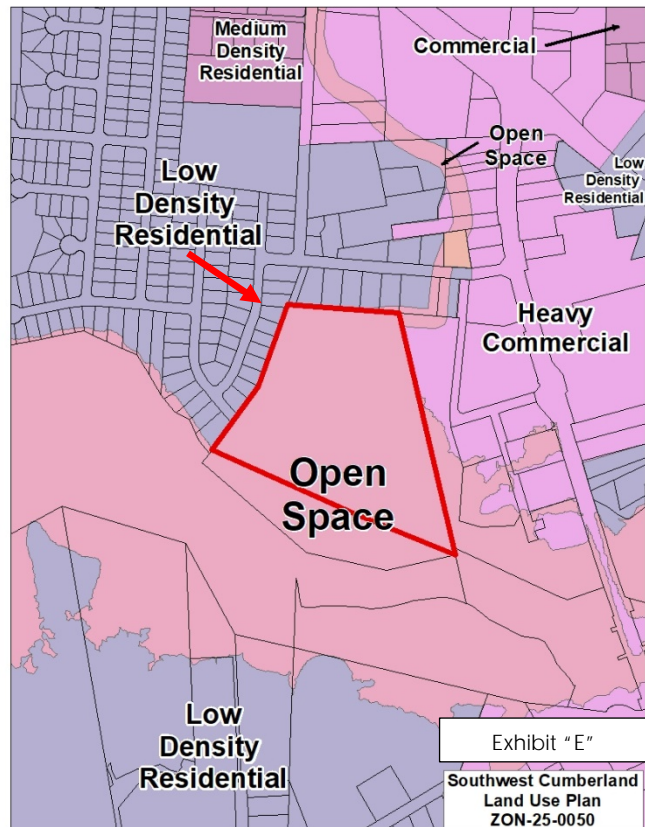 Medium
Density
Residential
Commercial
Open
Space
Low
Density
Residential
Low
Density
Residential
Heavy
Commercial
Open
Space
Low
Density
Residential
Exhibit “E”
Southwest Cumberland
Land Use Plan
ZON-25-0050